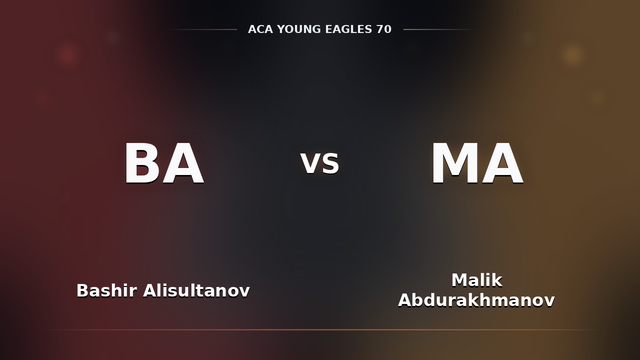 ACA YOUNG EAGLES 70
BA
VS
MA
Bashir Alisultanov
Malik
Abdurakhmanov